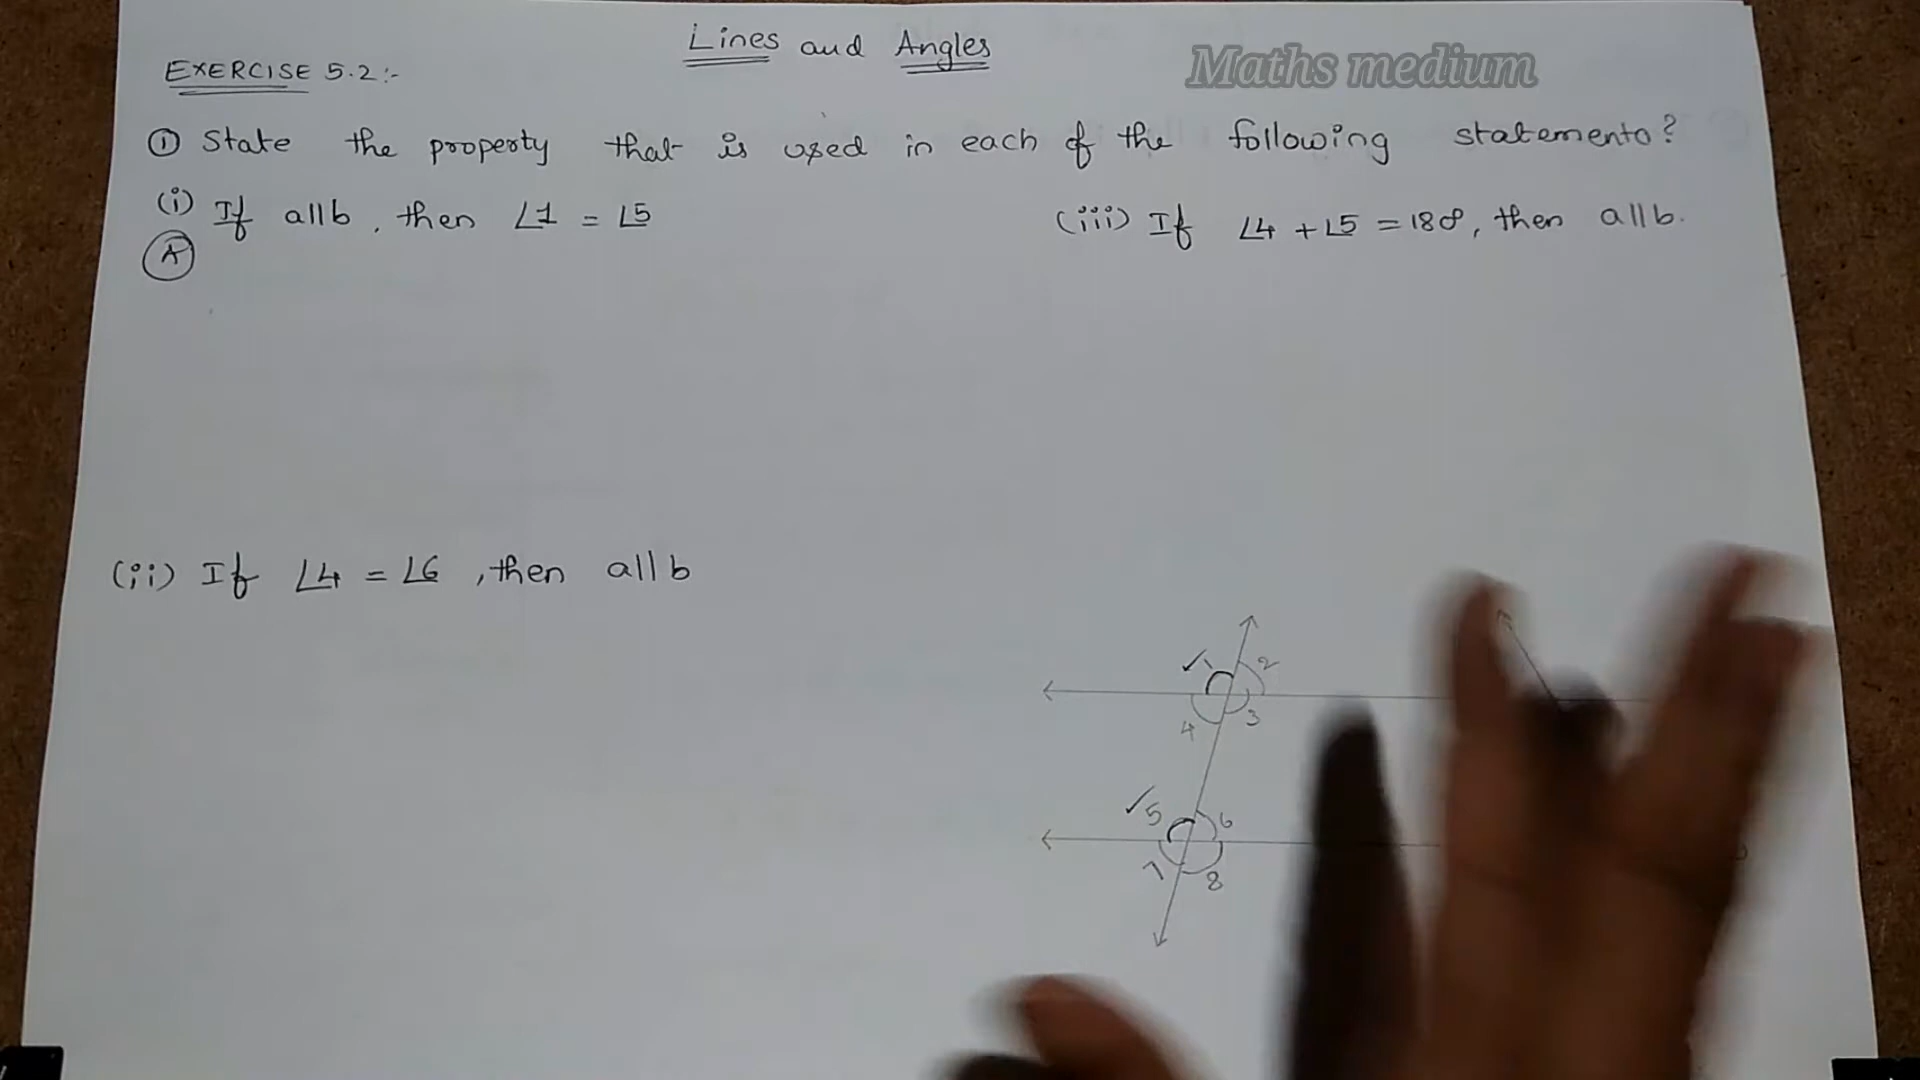 Lines and Angles
Maths medium
EXERCISE 5.2:-
① State the property that is used in each of the following statements?
(i) If a||b, then ∠1 = ∠5
(iii) If ∠4 + ∠5 = 180, then a||b.
A
(ii) If ∠4 = ∠6, then a||b
1 2
4 3
5 6
7 8